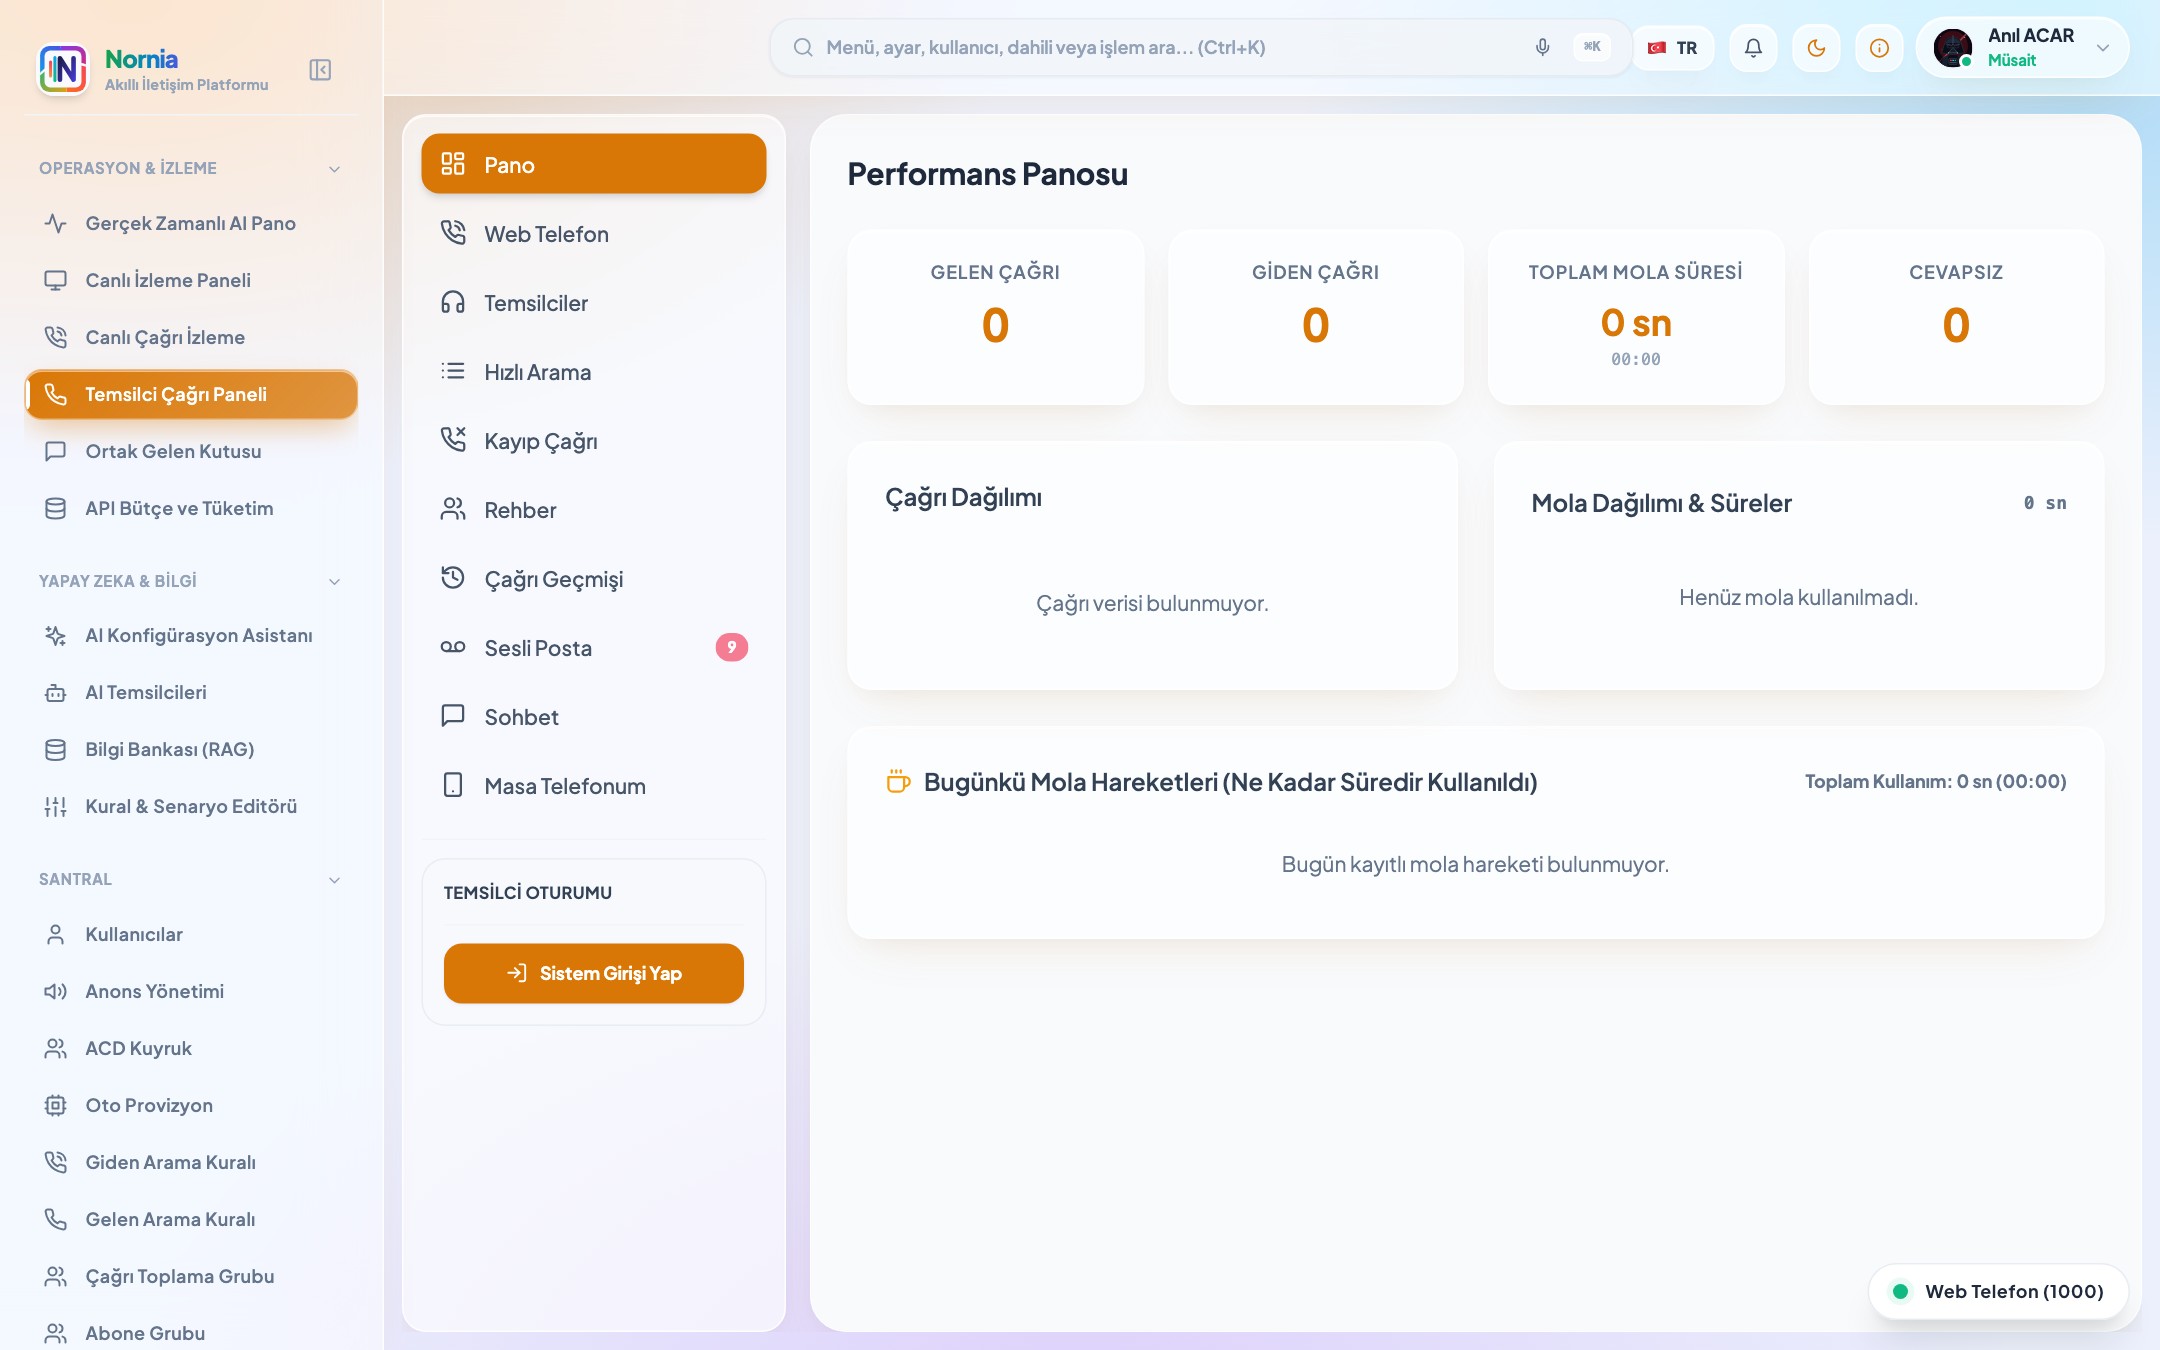 Nornia
Akıllı İletişim Platformu
OPERASYON & İZLEME
Gerçek Zamanlı AI Pano
Canlı İzleme Paneli
Canlı Çağrı İzleme
Temsilci Çağrı Paneli
Ortak Gelen Kutusu
API Bütçe ve Tüketim
YAPAY ZEKA & BİLGİ
AI Konfigürasyon Asistanı
AI Temsilcileri
Bilgi Bankası (RAG)
Kural & Senaryo Editörü
SANTRAL
Kullanıcılar
Anons Yönetimi
ACD Kuyruk
Oto Provizyon
Giden Arama Kuralı
Gelen Arama Kuralı
Çağrı Toplama Grubu
Abone Grubu
Menü, ayar, kullanıcı, dahili veya işlem ara... (Ctrl+K)
⌘K
TR
Anıl ACAR
Müsait
Pano
Web Telefon
Temsilciler
Hızlı Arama
Kayıp Çağrı
Rehber
Çağrı Geçmişi
Sesli Posta 9
Sohbet
Masa Telefonum
TEMSİLCİ OTURUMU
Sistem Girişi Yap
Performans Panosu
GELEN ÇAĞRI
0
GİDEN ÇAĞRI
0
TOPLAM MOLA SÜRESİ
0 sn
00:00
CEVAPSIZ
0
Çağrı Dağılımı
Çağrı verisi bulunmuyor.
Mola Dağılımı & Süreler
0 sn
Henüz mola kullanılmadı.
Bugünkü Mola Hareketleri (Ne Kadar Süredir Kullanıldı)
Toplam Kullanım: 0 sn (00:00)
Bugün kayıtlı mola hareketi bulunmuyor.
Web Telefon (1000)